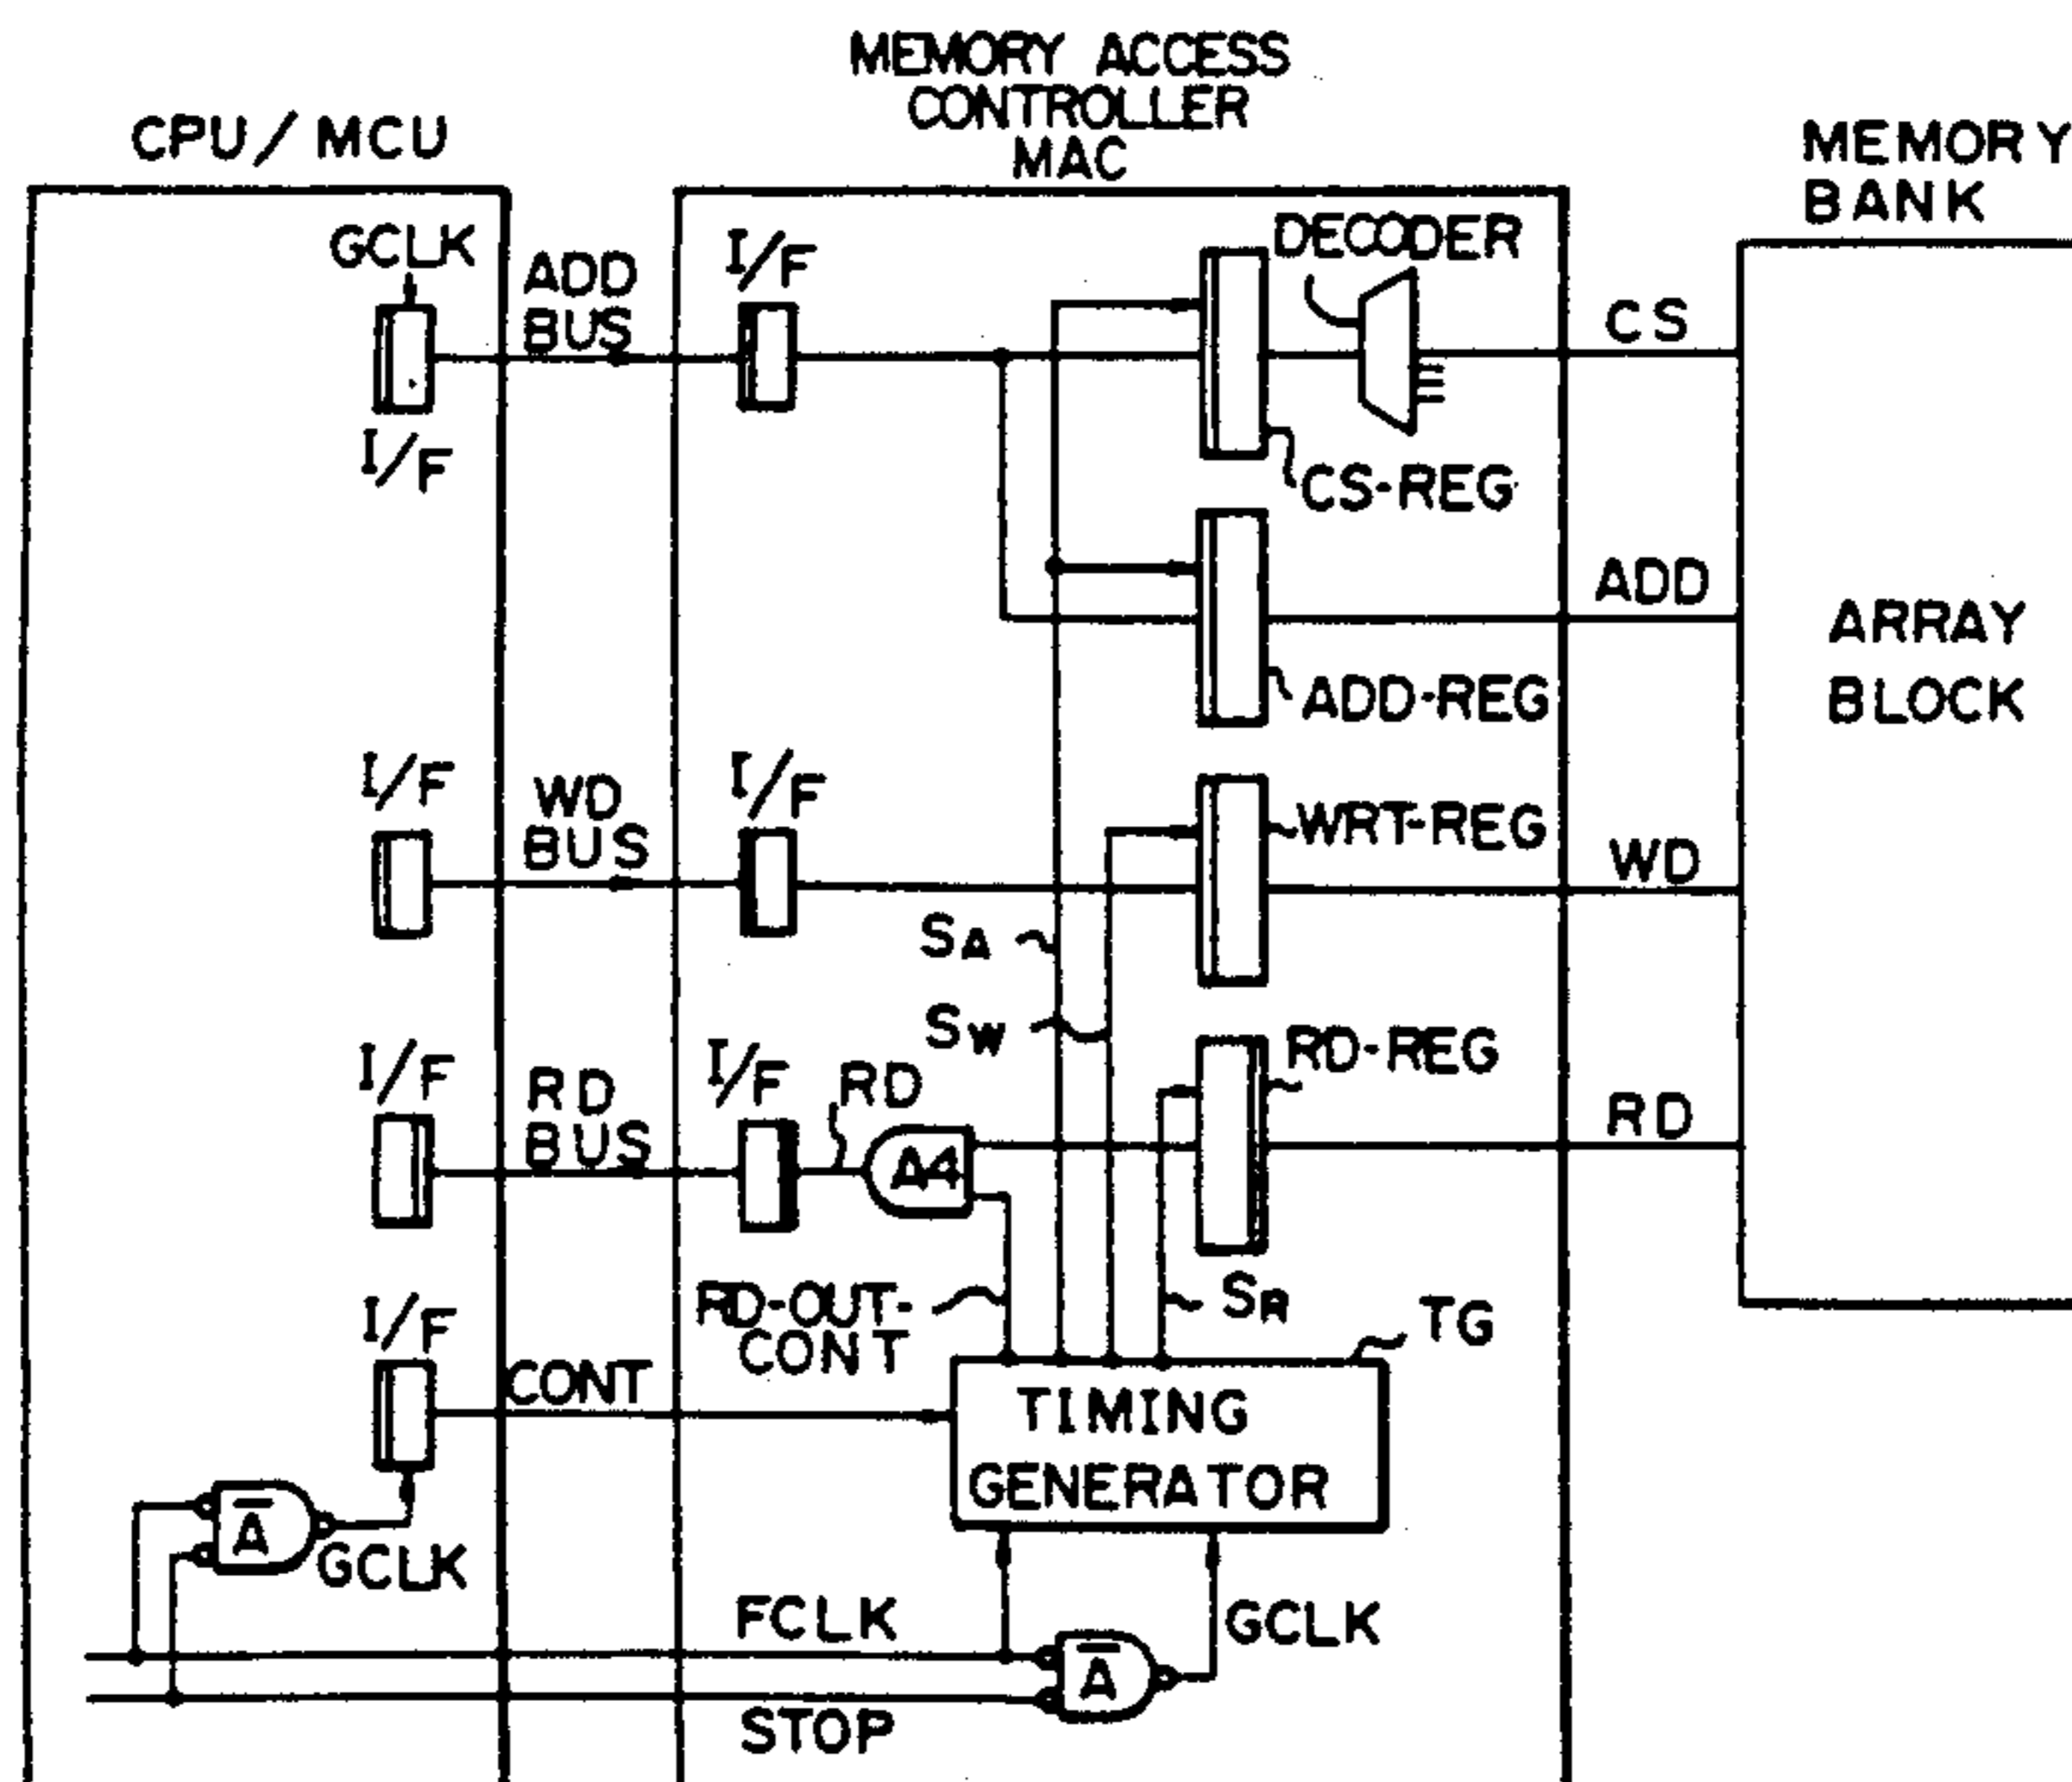 MEMORY ACCESS
CONTROLLER
MAC
CPU/MCU
MEMORY
BANK
GCLK
ADD
BUS
I/F
DECODER
CS
I/F
CS-REG
ADD
ARRAY
BLOCK
ADD-REG
I/F
WD
BUS
I/F
WRT-REG
WD
SA
SW
RD-REG
I/F
RD
BUS
I/F
RD
A4
RD
RD-OUT-
CONT
SR
TG
I/F
CONT
TIMING
GENERATOR
A̅
GCLK
FCLK
A̅
GCLK
STOP